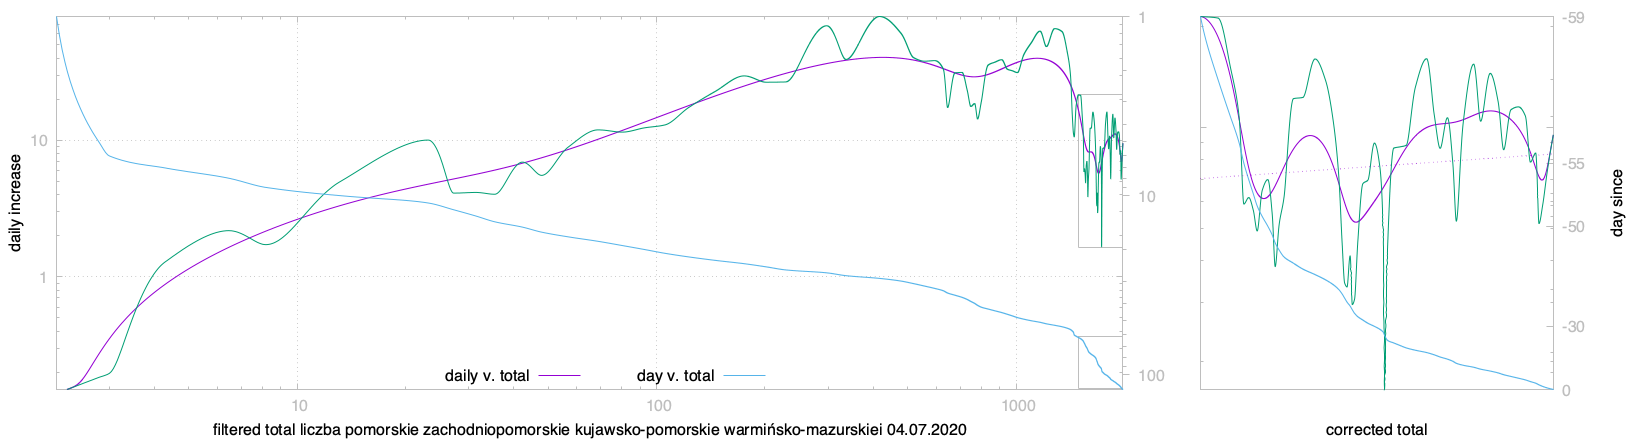 1
-59
10
daily increase
-55
10
-50
day since
1
-30
daily v. total
day v. total
100
0
10
100
1000
filtered total liczba pomorskie zachodniopomorskie kujawsko-pomorskie warmińsko-mazurskiei 04.07.2020
corrected total